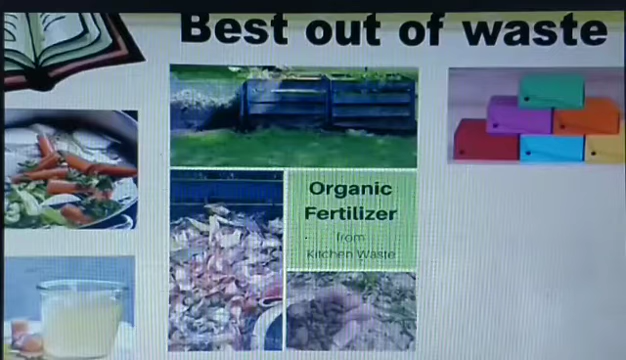 Best out of waste
Organic
Fertilizer
from
Kitchen Waste